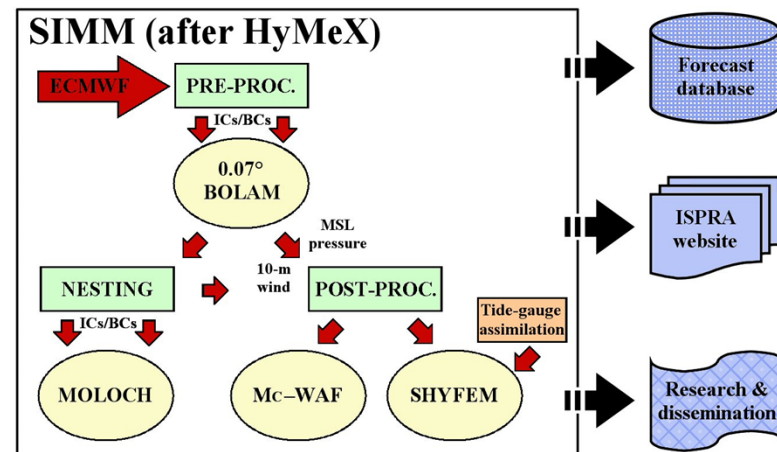 SIMM (after HyMeX)
ECMWF
PRE-PROC.
ICs/BCs
0.07°
BOLAM
MSL
pressure
10-m
wind
NESTING
POST-PROC.
ICs/BCs
Tide-gauge
assimilation
MOLOCH
MC–WAF
SHYFEM
Forecast
database
ISPRA
website
Research &
dissemination